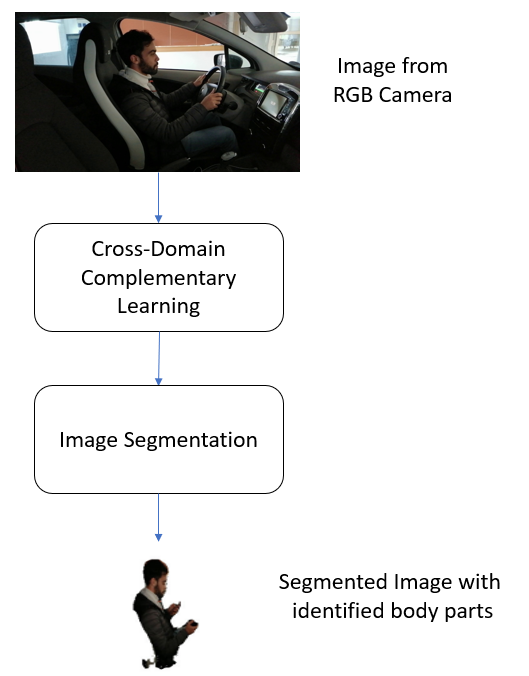 Image from
RGB Camera
Cross-Domain
Complementary
Learning
Image Segmentation
Segmented Image with
identified body parts